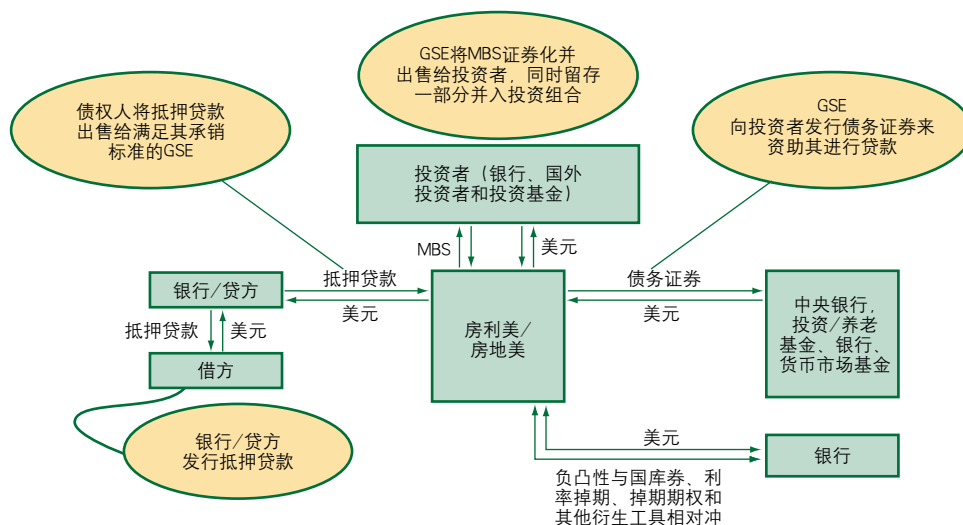 GSE将MBS证券化并
出售给投资者，同时留存
一部分并入投资组合
债权人将抵押贷款
出售给满足其承销
标准的GSE
GSE
向投资者发行债务证券来
资助其进行贷款
投资者（银行、国外
投资者和投资基金）
MBS
美元
抵押贷款
美元
债务证券
美元
银行/贷方
抵押贷款
美元
借方
房利美/
房地美
中央银行，
投资/养老
基金、银行、
货币市场基金
银行/贷方
发行抵押贷款
美元
银行
负凸性与国库券、利
率掉期、掉期期权和
其他衍生工具相对冲